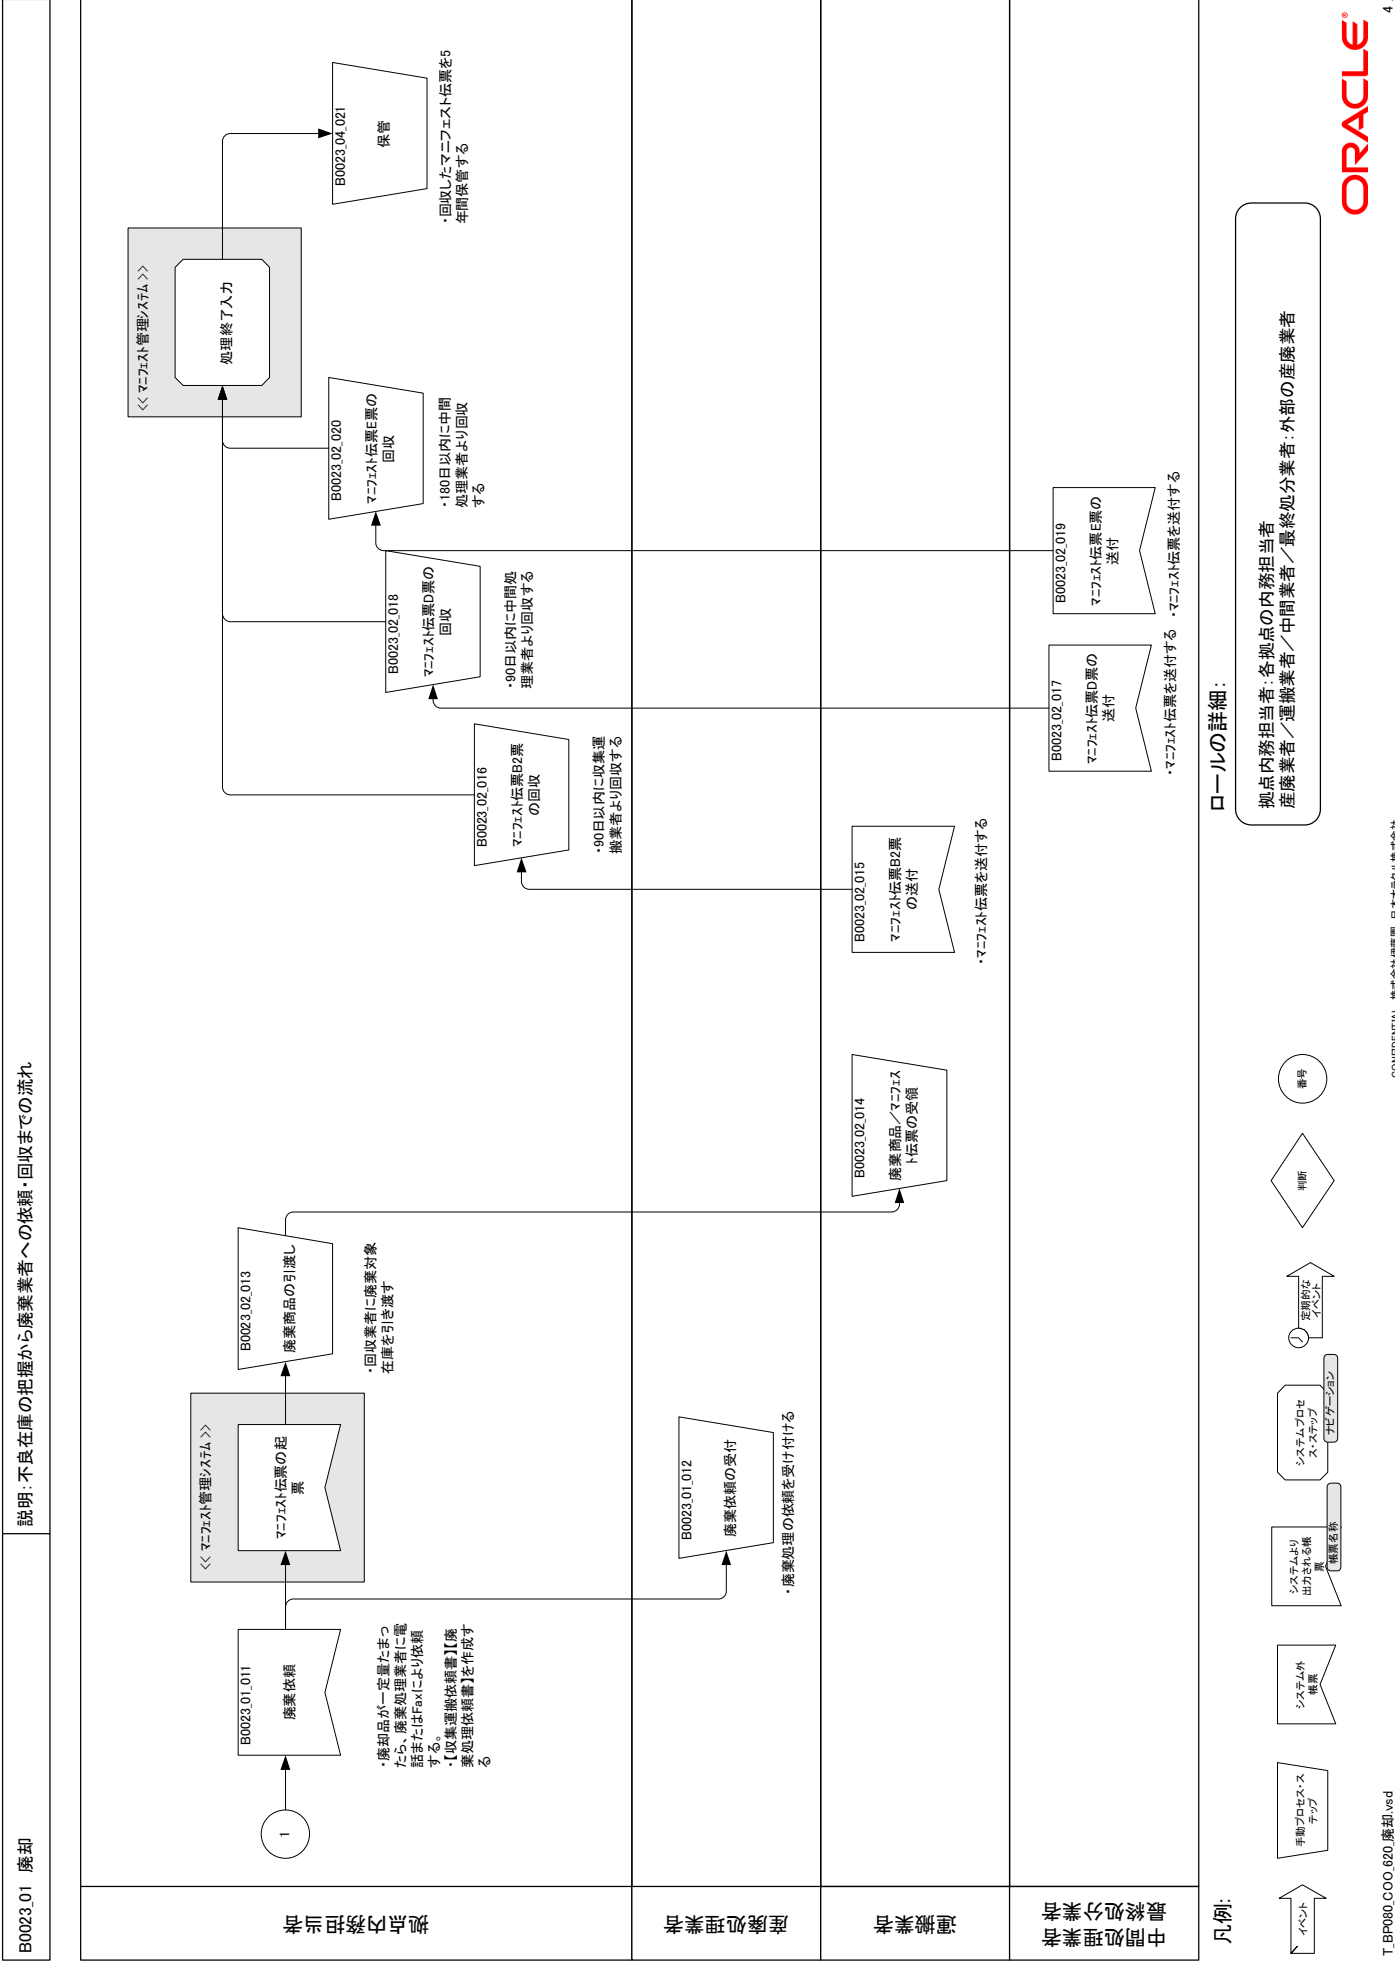 B0023_01　廃却
説明：不良在庫の把握から廃棄業者への依頼・回収までの流れ
拠点内務担当者
産廃処理業者
運搬業者
中間処理業者
最終処分業者
1
B0023_01_011
廃棄依頼
・廃却品が一定量たまっ
たら、廃棄処理業者に電
話またはFaxにより依頼
する。
・【収集運搬依頼書】【廃
棄処理依頼書】を作成す
る
<< マニフェスト管理システム >>
マニフェスト伝票の起
票
B0023_02_013
廃棄商品の引渡し
・回収業者に廃棄対象
在庫を引き渡す
B0023_01_012
廃棄依頼の受付
・廃棄処理の依頼を受け付ける
B0023_02_014
廃棄商品／マニフェス
ト伝票の受領
B0023_02_015
マニフェスト伝票B2票
の送付
・マニフェスト伝票を送付する
B0023_02_016
マニフェスト伝票B2票
の回収
・90日以内に収集運
搬業者より回収する
B0023_02_017
マニフェスト伝票D票の
送付
・マニフェスト伝票を送付する
B0023_02_018
マニフェスト伝票D票の
回収
・90日以内に中間処
理業者より回収する
B0023_02_019
マニフェスト伝票E票の
送付
・マニフェスト伝票を送付する
B0023_02_020
マニフェスト伝票E票の
回収
・180日以内に中間
処理業者より回収
する
<< マニフェスト管理システム >>
処理終了入力
B0023_04_021
保管
・回収したマニフェスト伝票を5
年間保管する
凡例：
イベント
手動プロセス・ス
テップ
システム外
帳票
システムより
出力される帳
票
帳票名称
システムプロセ
ス・ステップ
ナビゲーション
定期的な
イベント
判断
番号
ロールの詳細：
拠点内務担当者：各拠点の内務担当者
産廃業者／運搬業者／中間業者／最終処分業者：外部の産廃業者
T_BP080_COO_620_廃却.vsd
ORACLE®
4